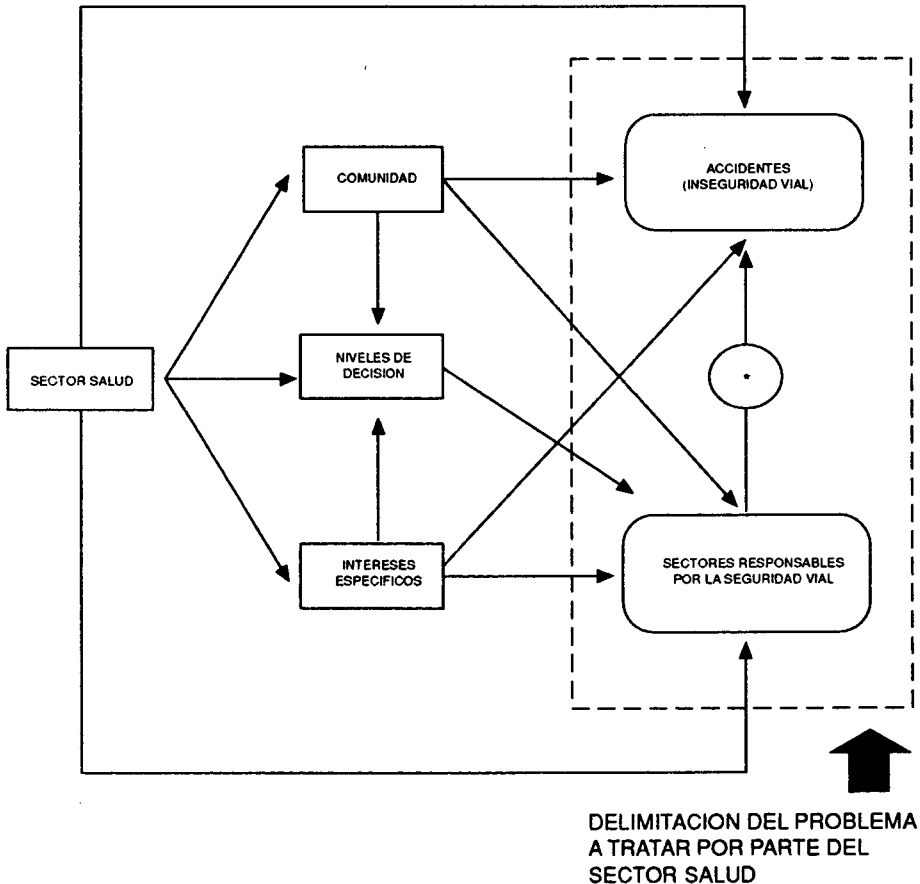 COMUNIDAD
ACCIDENTES
(INSEGURIDAD VIAL)
SECTOR SALUD
NIVELES DE
DECISION
*
INTERESES
ESPECIFICOS
SECTORES RESPONSABLES
POR LA SEGURIDAD VIAL
DELIMITACION DEL PROBLEMA
A TRATAR POR PARTE DEL
SECTOR SALUD